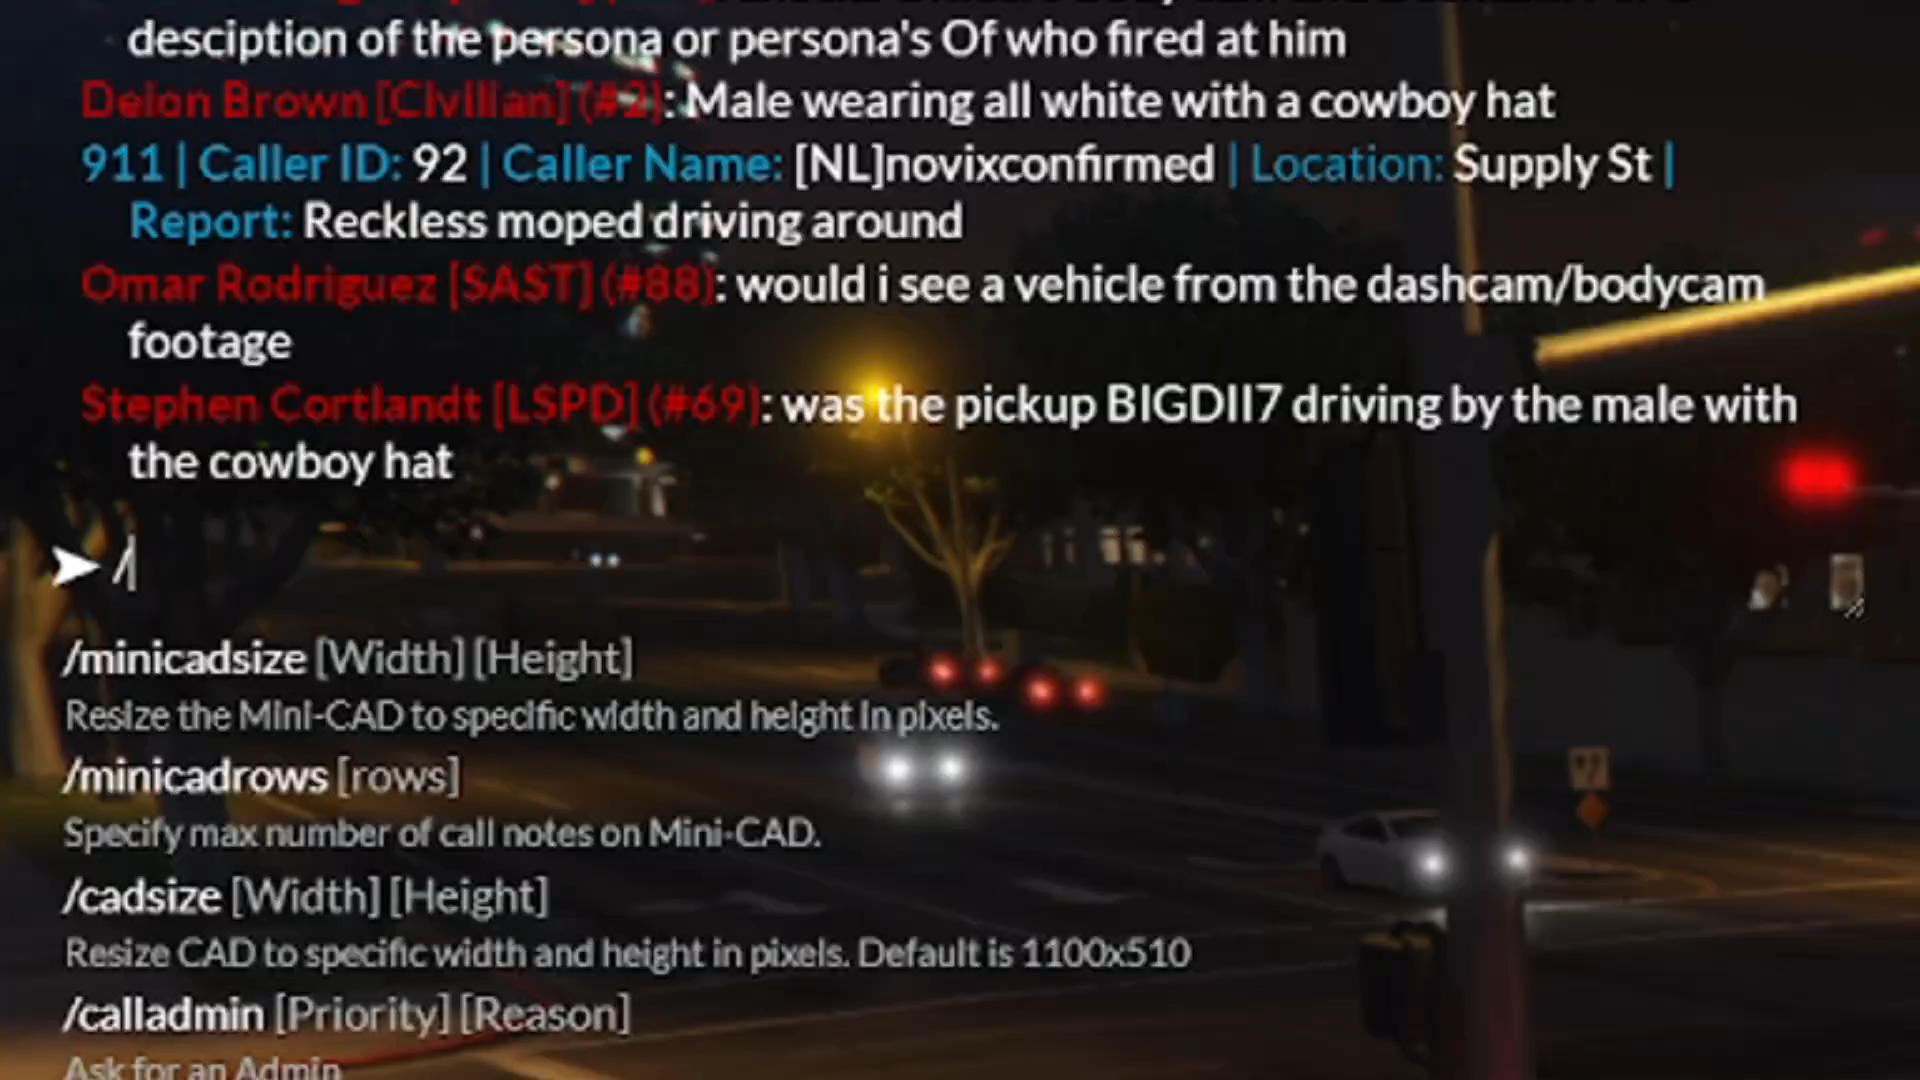 desciption of the persona or persona's Of who fired at him
Deion Brown [Civilian] (#2): Male wearing all white with a cowboy hat
911 | Caller ID: 92 | Caller Name: [NL]novixconfirmed | Location: Supply St |
Report: Reckless moped driving around
Omar Rodriguez [SAST] (#88): would i see a vehicle from the dashcam/bodycam
footage
Stephen Cortlandt [LSPD] (#69): was the pickup BIGDII7 driving by the male with
the cowboy hat
/
/minicadsize [Width] [Height]
Resize the Mini-CAD to specific width and height in pixels.
/minicadrows [rows]
Specify max number of call notes on Mini-CAD.
/cadsize [Width] [Height]
Resize CAD to specific width and height in pixels. Default is 1100x510
/calladmin [Priority] [Reason]
Ask for an Admin